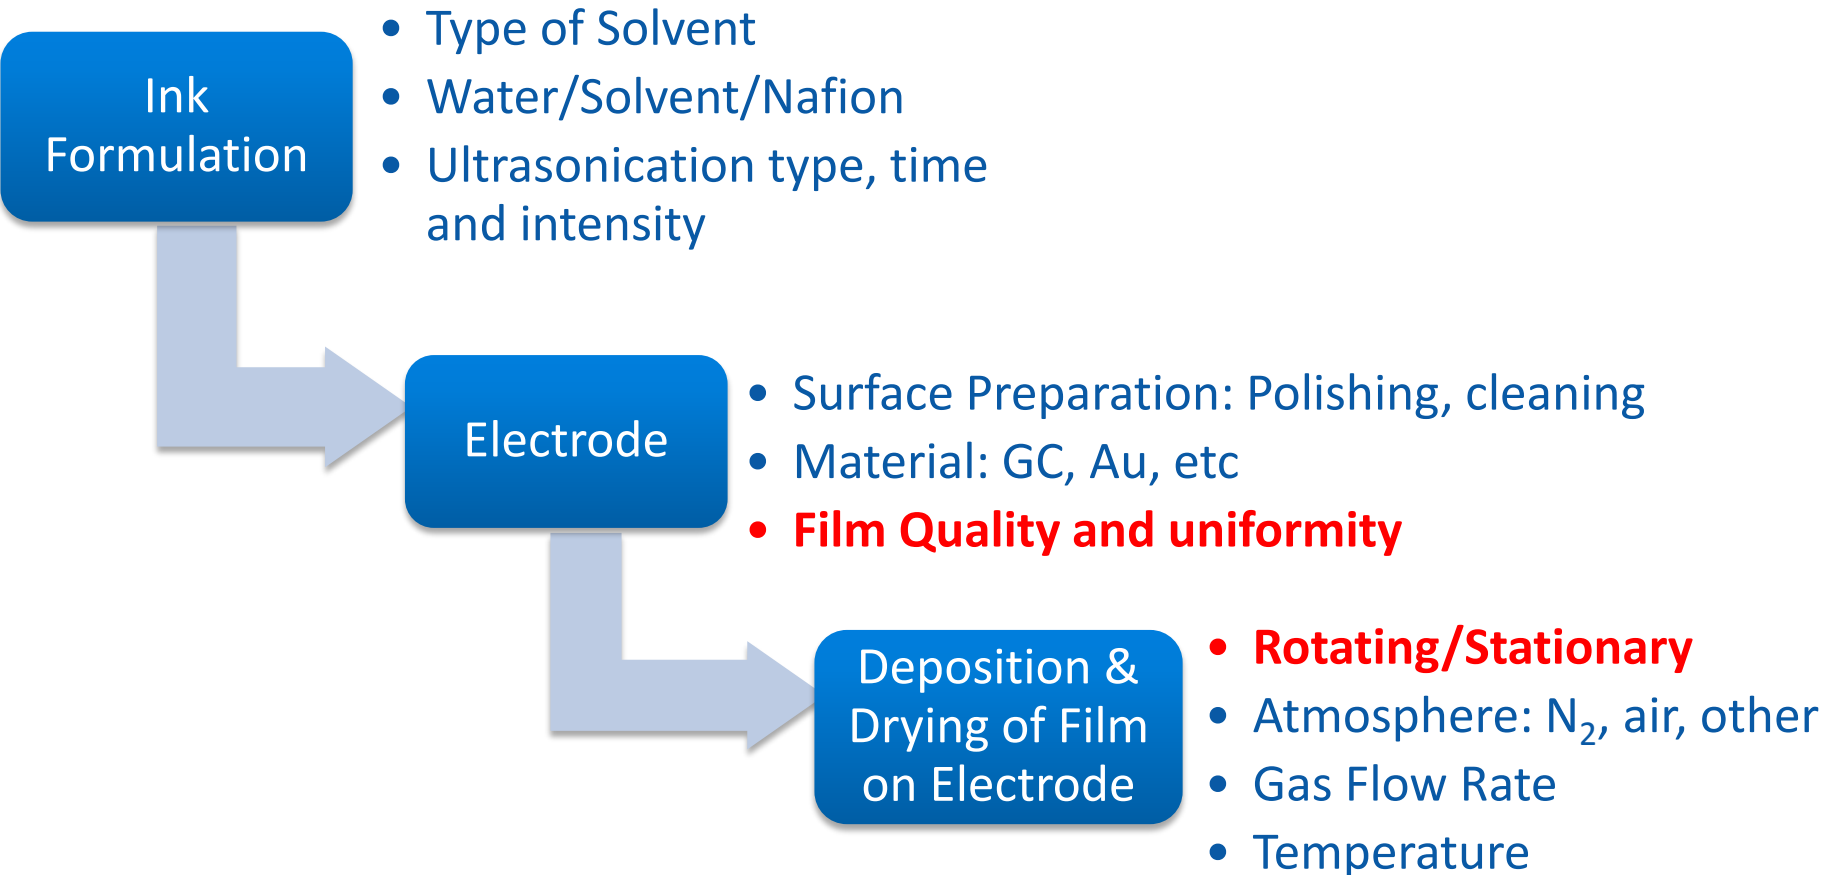 Ink
Formulation
• Type of Solvent
• Water/Solvent/Nafion
• Ultrasonication type, time
and intensity
Electrode
• Surface Preparation: Polishing, cleaning
• Material: GC, Au, etc
• Film Quality and uniformity
Deposition &
Drying of Film
on Electrode
• Rotating/Stationary
• Atmosphere: N₂, air, other
• Gas Flow Rate
• Temperature